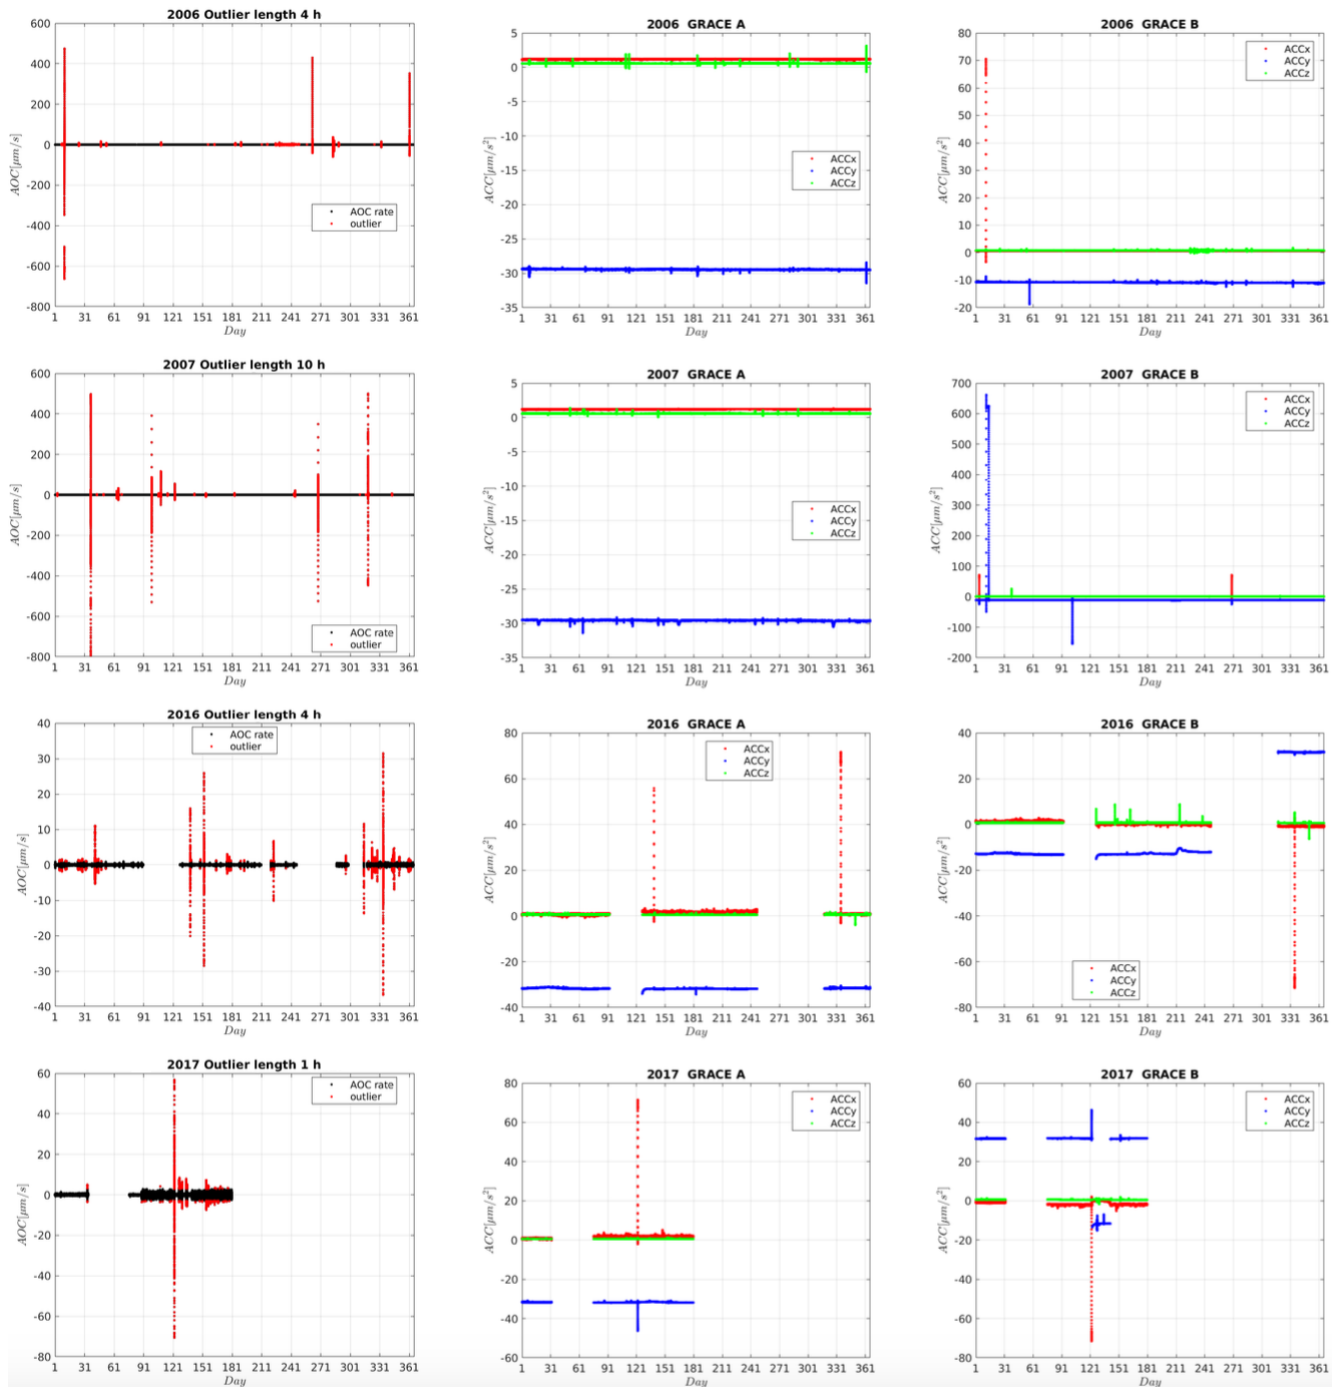 2006 Outlier length 4 h
600
400
200
0
-200
-400
-600
-800
AOC[μm/s]
1 31 61 91 121 151 181 211 241 271 301 331 361
Day
AOC rate
outlier
2006 GRACE A
5
0
-5
-10
-15
-20
-25
-30
-35
ACC[μm/s²]
1 31 61 91 121 151 181 211 241 271 301 331 361
Day
ACCx
ACCy
ACCz
2006 GRACE B
80
70
60
50
40
30
20
10
0
-10
-20
ACC[μm/s²]
1 31 61 91 121 151 181 211 241 271 301 331 361
Day
ACCx
ACCy
ACCz
2007 Outlier length 10 h
600
400
200
0
-200
-400
-600
-800
AOC[μm/s]
1 31 61 91 121 151 181 211 241 271 301 331 361
Day
AOC rate
outlier
2007 GRACE A
5
0
-5
-10
-15
-20
-25
-30
-35
ACC[μm/s²]
1 31 61 91 121 151 181 211 241 271 301 331 361
Day
ACCx
ACCy
ACCz
2007 GRACE B
700
600
500
400
300
200
100
0
-100
-200
ACC[μm/s²]
1 31 61 91 121 151 181 211 241 271 301 331 361
Day
ACCx
ACCy
ACCz
2016 Outlier length 4 h
40
30
20
10
0
-10
-20
-30
-40
AOC[μm/s]
1 31 61 91 121 151 181 211 241 271 301 331 361
Day
AOC rate
outlier
2016 GRACE A
80
60
40
20
0
-20
-40
ACC[μm/s²]
1 31 61 91 121 151 181 211 241 271 301 331 361
Day
ACCx
ACCy
ACCz
2016 GRACE B
40
20
0
-20
-40
-60
-80
ACC[μm/s²]
1 31 61 91 121 151 181 211 241 271 301 331 361
Day
ACCx
ACCy
ACCz
2017 Outlier length 1 h
60
40
20
0
-20
-40
-60
-80
AOC[μm/s]
1 31 61 91 121 151 181 211 241 271 301 331 361
Day
AOC rate
outlier
2017 GRACE A
80
60
40
20
0
-20
-40
-60
ACC[μm/s²]
1 31 61 91 121 151 181 211 241 271 301 331 361
Day
ACCx
ACCy
ACCz
2017 GRACE B
60
40
20
0
-20
-40
-60
-80
ACC[μm/s²]
1 31 61 91 121 151 181 211 241 271 301 331 361
Day
ACCx
ACCy
ACCz